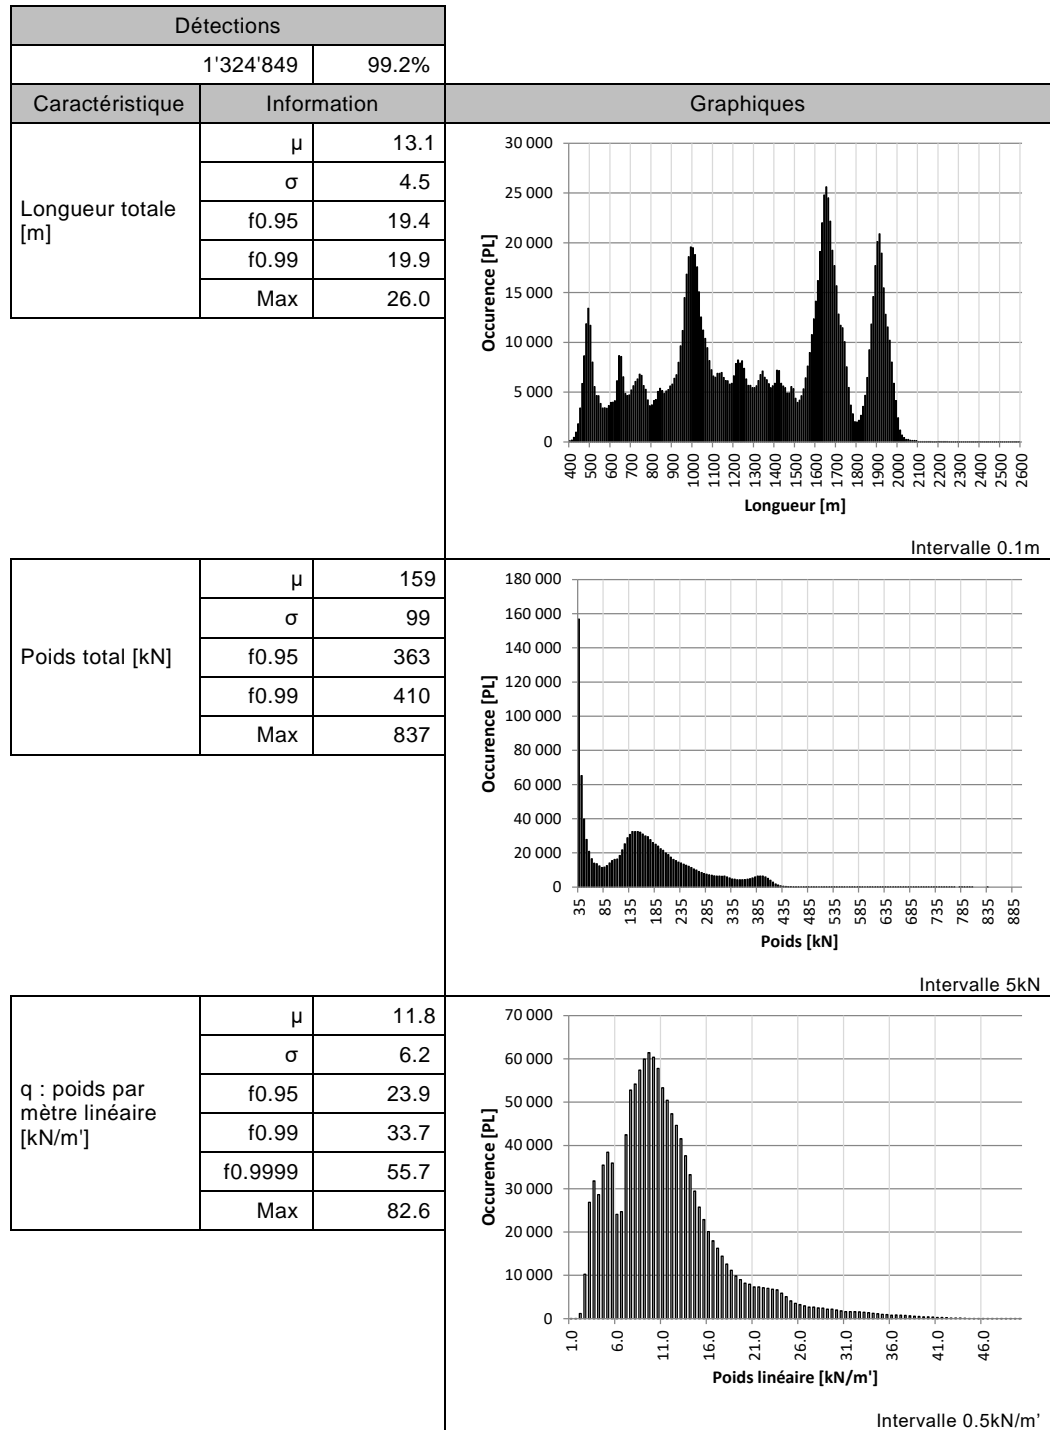 Détections
1'324'849 99.2%
Caractéristique Information Graphiques
Longueur totale
[m]
µ 13.1
σ 4.5
f0.95 19.4
f0.99 19.9
Max 26.0
30 000
25 000
20 000
15 000
10 000
5 000
0
Occurence [PL]
400 500 600 700 800 900 1000 1100 1200 1300 1400 1500 1600 1700 1800 1900 2000 2100 2200 2300 2400 2500 2600
Longueur [m]
Intervalle 0.1m
Poids total [kN]
µ 159
σ 99
f0.95 363
f0.99 410
Max 837
180 000
160 000
140 000
120 000
100 000
80 000
60 000
40 000
20 000
0
Occurence [PL]
35 85 135 185 235 285 335 385 435 485 535 585 635 685 735 785 835 885
Poids [kN]
Intervalle 5kN
q : poids par
mètre linéaire
[kN/m']
µ 11.8
σ 6.2
f0.95 23.9
f0.99 33.7
f0.9999 55.7
Max 82.6
70 000
60 000
50 000
40 000
30 000
20 000
10 000
0
Occurence [PL]
1.0 6.0 11.0 16.0 21.0 26.0 31.0 36.0 41.0 46.0
Poids linéaire [kN/m']
Intervalle 0.5kN/m’